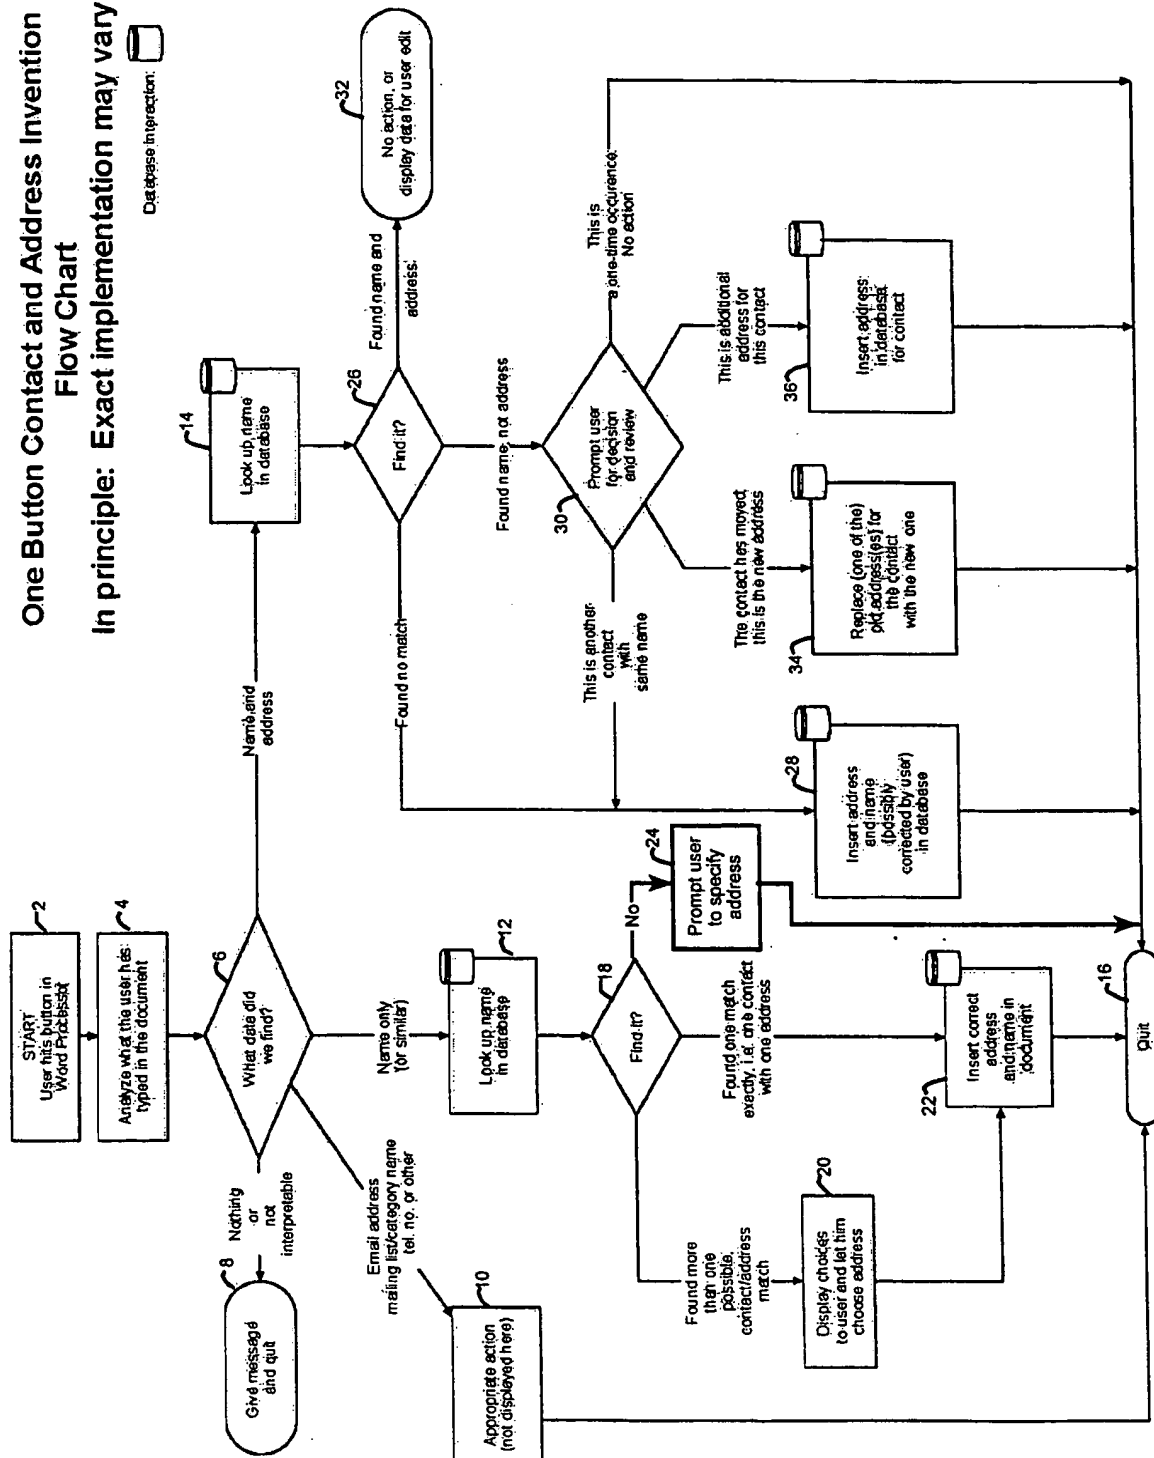 One Button Contact and Address Invention
Flow Chart
In principle: Exact implementation may vary
Database Interaction:
2
START
User hits button in
Word Processor
4
Analyze what the user has
typed in the document
6
What data did
we find?
Nothing
or
not
interpretable
8
Give message
and quit
Email address
mailing list/category name
tel. no. or other
10
Appropriate action
(not displayed here)
Name only
(or similar)
12
Look up name
in database
Name and
address
14
Look up name
in database
18
Find it?
No
24
Prompt user
to specify
address
Found one match
exactly, i.e. one contact
with one address
Found more
than one
possible,
contact/address
match
20
Display choices
to user and let him
choose address
22
Insert correct
address
and name in
document
16
Quit
26
Find it?
Found name and
address:
32
No action, or
display data for user edit
Found no match
Found name, not address
30
Prompt user
for decision
and review
This is another
contact
with
same name
28
Insert address
and name
(possibly
corrected by user)
in database
The contact has moved,
this is the new address
34
Replace (one of the)
old address(es) for
the contact
with the new one
This is additional
address for
this contact
36
Insert address
in database
for contact
This is
a one-time occurence:
No action